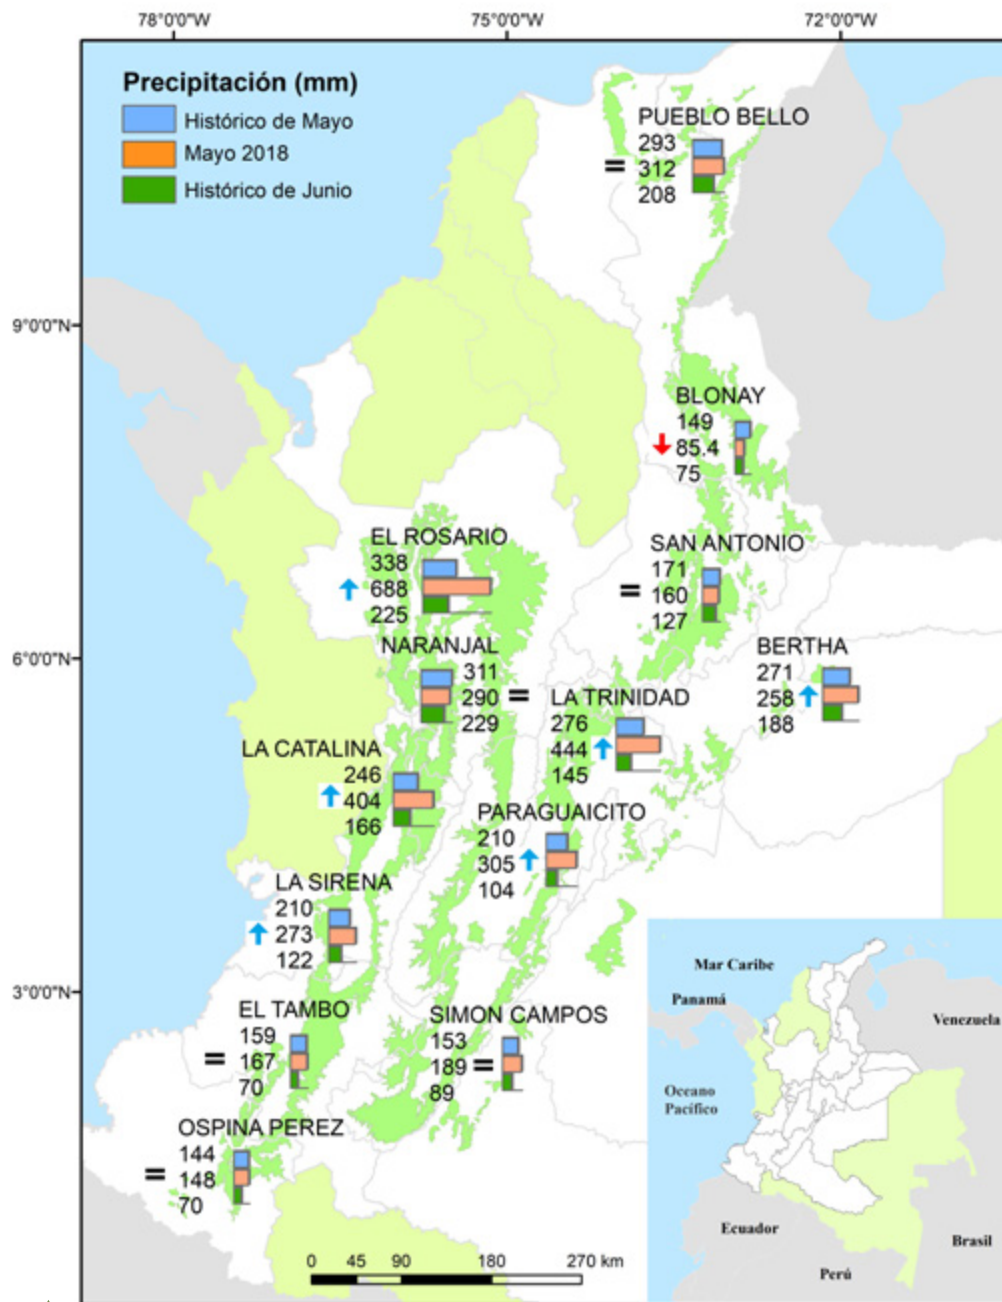 78°0'0"W
75°0'0"W
72°0'0"W
Precipitación (mm)
Histórico de Mayo
Mayo 2018
Histórico de Junio
PUEBLO BELLO
293
= 312
208
9°0'0"N
BLONAY
149
85.4
75
EL ROSARIO
338
688
225
SAN ANTONIO
171
= 160
127
6°0'0"N
NARANJAL
311
290 =
229
BERTHA
271
258
188
LA TRINIDAD
276
444
145
LA CATALINA
246
404
166
PARAGUAICITO
210
305
104
LA SIRENA
210
273
122
3°0'0"N
EL TAMBO
159
= 167
70
SIMON CAMPOS
153
189 =
89
OSPINA PEREZ
144
= 148
70
0 45 90 180 270 km
Mar Caribe
Panamá
Venezuela
Oceano
Pacífico
Ecuador
Brasil
Perú